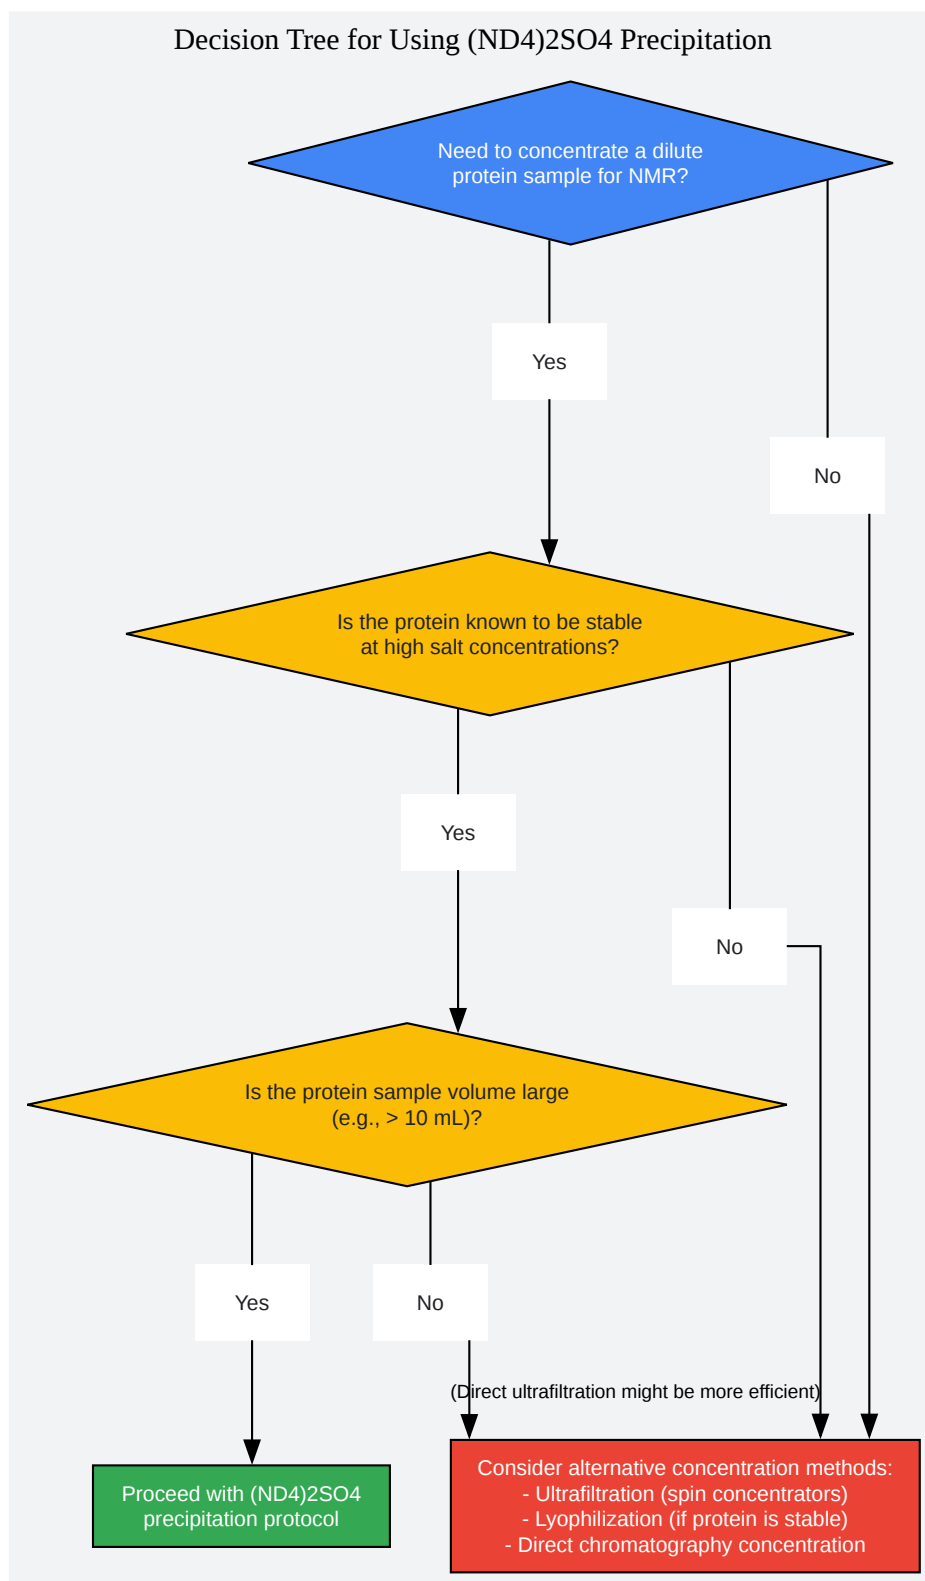 Decision Tree for Using (ND4)2SO4 Precipitation
Need to concentrate a dilute
protein sample for NMR?
Yes
No
Is the protein known to be stable
at high salt concentrations?
Yes
No
Is the protein sample volume large
(e.g., > 10 mL)?
Yes
No
(Direct ultrafiltration might be more efficient)
Proceed with (ND4)2SO4
precipitation protocol
Consider alternative concentration methods:
- Ultrafiltration (spin concentrators)
- Lyophilization (if protein is stable)
- Direct chromatography concentration